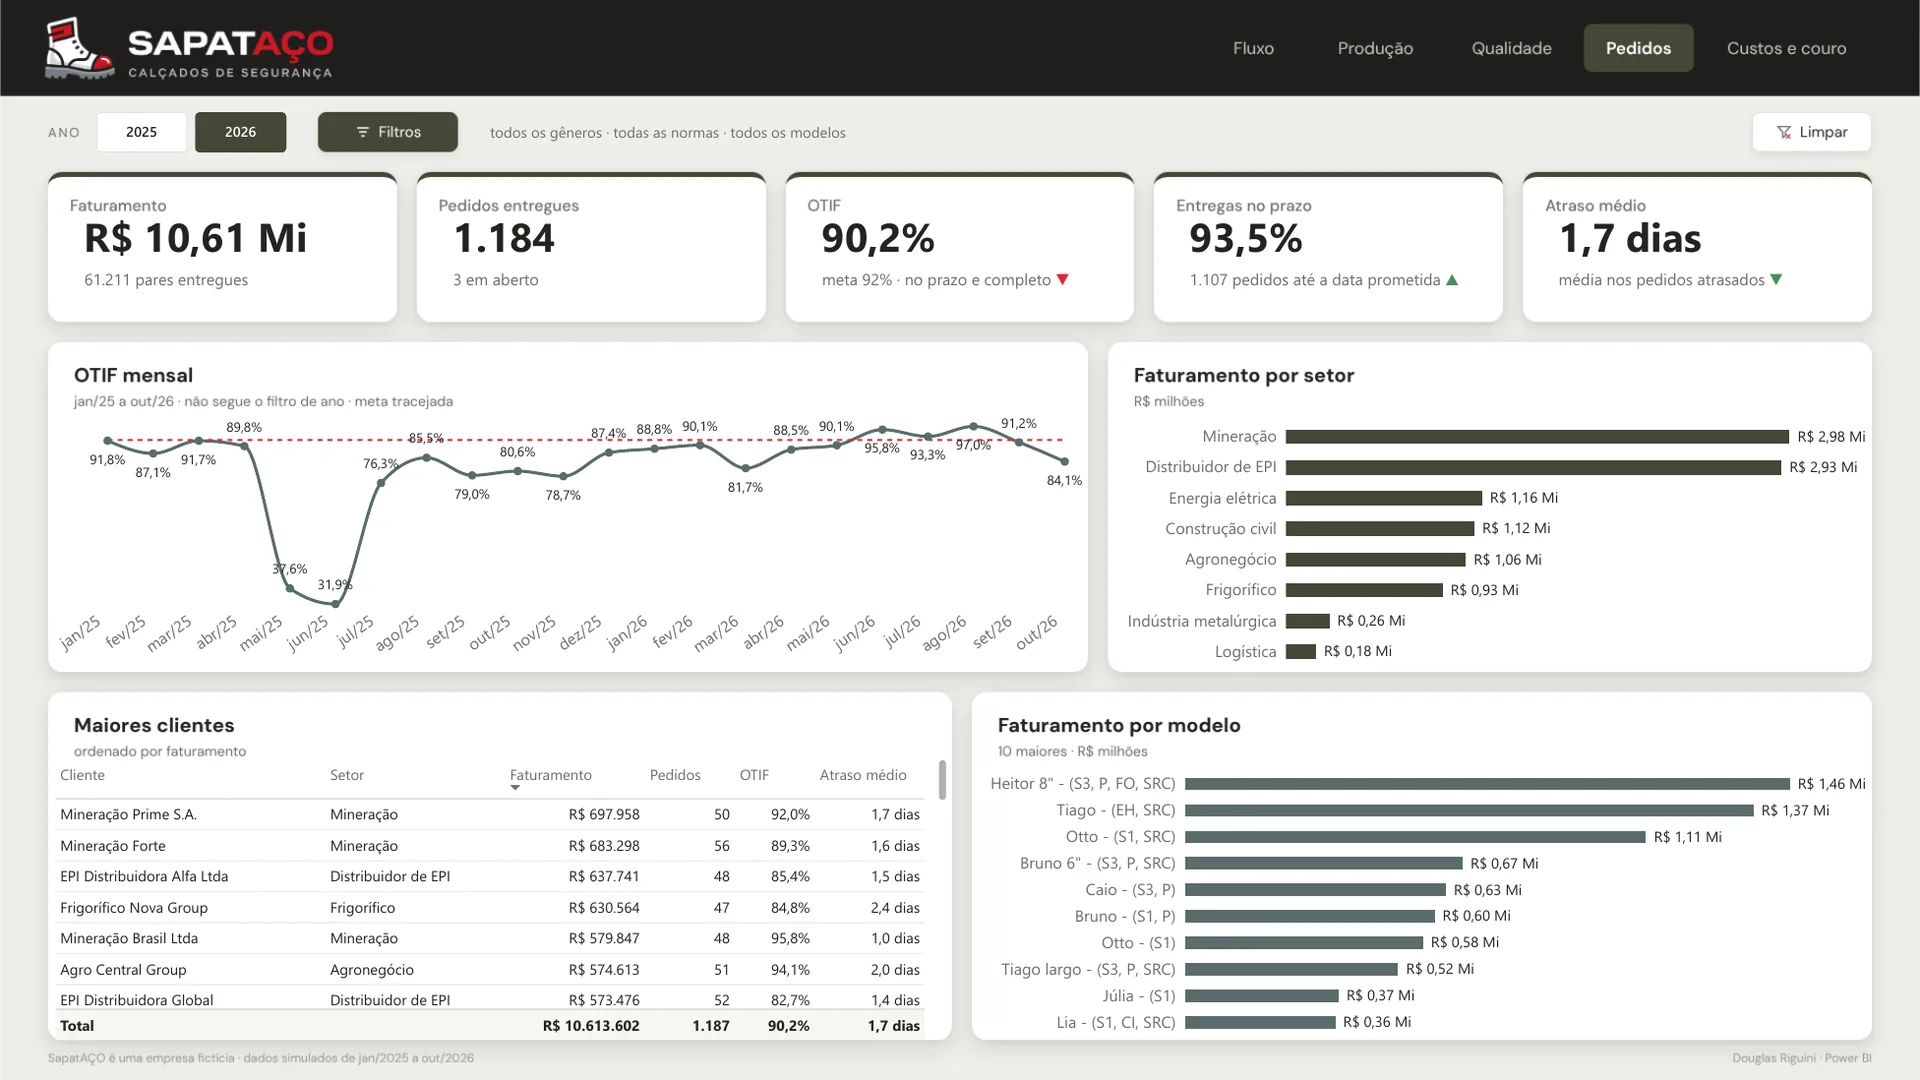 SAPATAÇO
CALÇADOS DE SEGURANÇA
Fluxo
Produção
Qualidade
Pedidos
Custos e couro
ANO
2025
2026
Filtros
todos os gêneros · todas as normas · todos os modelos
Limpar
Faturamento
R$ 10,61 Mi
61.211 pares entregues
Pedidos entregues
1.184
3 em aberto
OTIF
90,2%
meta 92% · no prazo e completo ▼
Entregas no prazo
93,5%
1.107 pedidos até a data prometida ▲
Atraso médio
1,7 dias
média nos pedidos atrasados ▼
OTIF mensal
jan/25 a out/26 · não segue o filtro de ano · meta tracejada
91,8%
87,1%
91,7%
89,8%
37,6%
31,9%
76,3%
85,5%
79,0%
80,6%
78,7%
87,4%
88,8%
90,1%
81,7%
88,5%
90,1%
95,8%
93,3%
97,0%
91,2%
84,1%
jan/25
fev/25
mar/25
abr/25
mai/25
jun/25
jul/25
ago/25
set/25
out/25
nov/25
dez/25
jan/26
fev/26
mar/26
abr/26
mai/26
jun/26
jul/26
ago/26
set/26
out/26
Faturamento por setor
R$ milhões
Mineração R$ 2,98 Mi
Distribuidor de EPI R$ 2,93 Mi
Energia elétrica R$ 1,16 Mi
Construção civil R$ 1,12 Mi
Agronegócio R$ 1,06 Mi
Frigorífico R$ 0,93 Mi
Indústria metalúrgica R$ 0,26 Mi
Logística R$ 0,18 Mi
Maiores clientes
ordenado por faturamento
Cliente Setor Faturamento Pedidos OTIF Atraso médio
Mineração Prime S.A. Mineração R$ 697.958 50 92,0% 1,7 dias
Mineração Forte Mineração R$ 683.298 56 89,3% 1,6 dias
EPI Distribuidora Alfa Ltda Distribuidor de EPI R$ 637.741 48 85,4% 1,5 dias
Frigorífico Nova Group Frigorífico R$ 630.564 47 84,8% 2,4 dias
Mineração Brasil Ltda Mineração R$ 579.847 48 95,8% 1,0 dias
Agro Central Group Agronegócio R$ 574.613 51 94,1% 2,0 dias
EPI Distribuidora Global Distribuidor de EPI R$ 573.476 52 82,7% 1,4 dias
Total R$ 10.613.602 1.187 90,2% 1,7 dias
Faturamento por modelo
10 maiores · R$ milhões
Heitor 8" - (S3, P, FO, SRC) R$ 1,46 Mi
Tiago - (EH, SRC) R$ 1,37 Mi
Otto - (S1, SRC) R$ 1,11 Mi
Bruno 6" - (S3, P, SRC) R$ 0,67 Mi
Caio - (S3, P) R$ 0,63 Mi
Bruno - (S1, P) R$ 0,60 Mi
Otto - (S1) R$ 0,58 Mi
Tiago largo - (S3, P, SRC) R$ 0,52 Mi
Júlia - (S1) R$ 0,37 Mi
Lia - (S1, CI, SRC) R$ 0,36 Mi
SapatAÇO é uma empresa fictícia · dados simulados de jan/2025 a out/2026
Douglas Riguini · Power BI